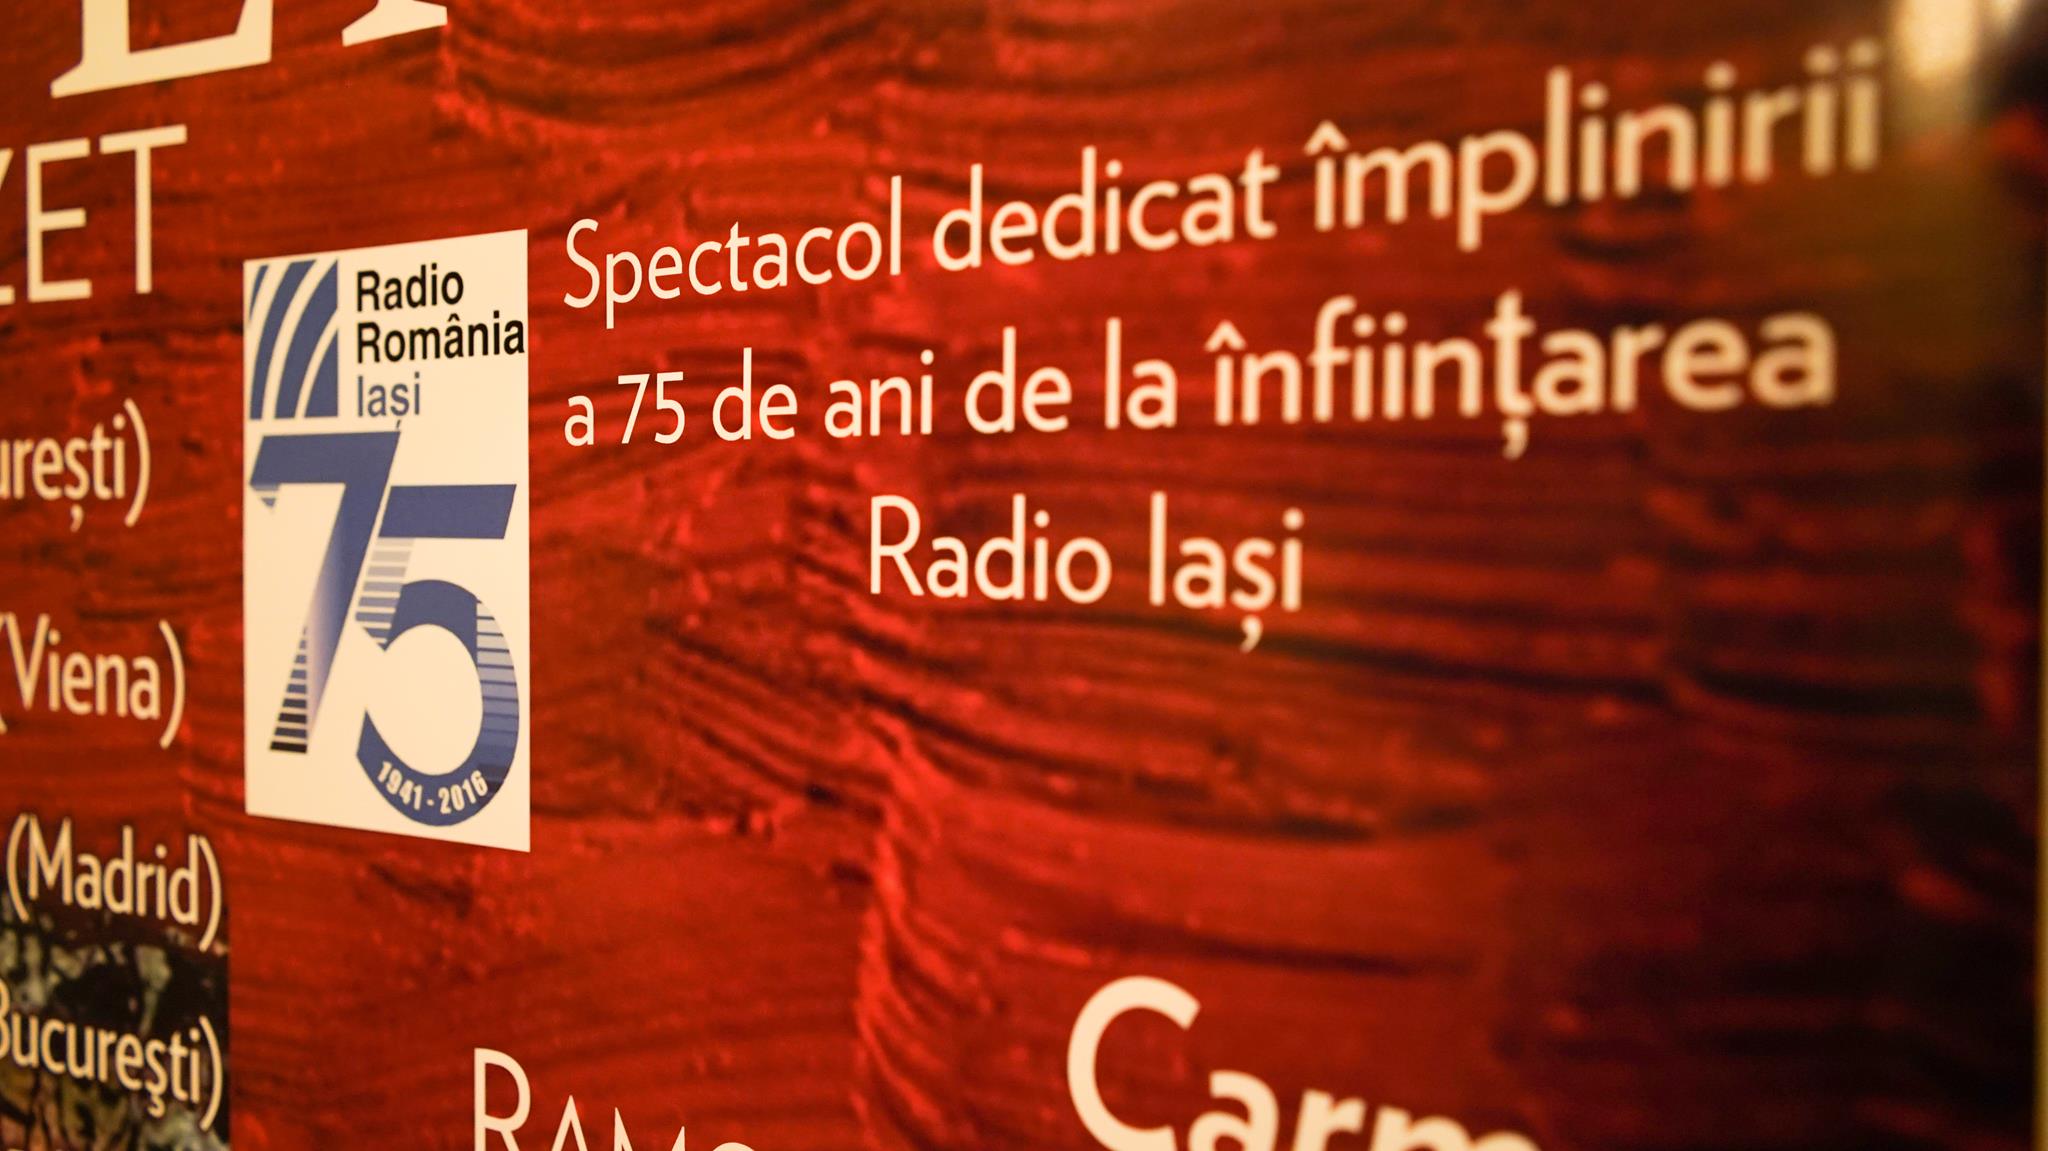 Radio
România
Iași
75
1941-2016
Spectacol dedicat împlinirii
a 75 de ani de la înființarea
Radio Iași
(Viena)
(Madrid)
București)